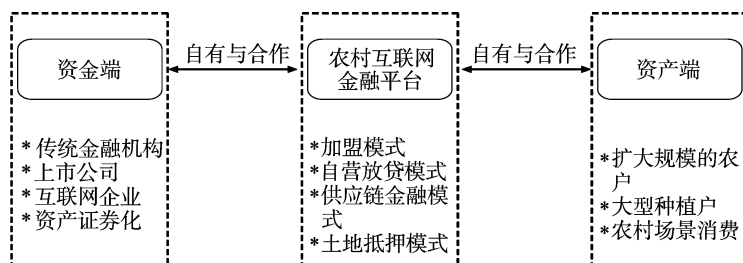 资金端
* 传统金融机构
* 上市公司
* 互联网企业
* 资产证券化
自有与合作
农村互联网
金融平台
* 加盟模式
* 自营放贷模式
* 供应链金融模
式
* 土地抵押模式
自有与合作
资产端
* 扩大规模的农
户
* 大型种植户
* 农村场景消费